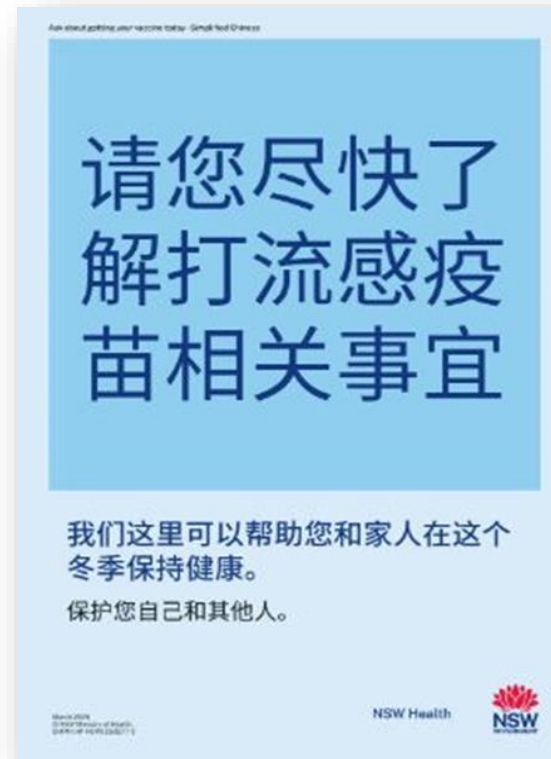 Ask about getting your vaccine today - Simplified Chinese
请您尽快了
解打流感疫
苗相关事宜
我们这里可以帮助您和家人在这个
冬季保持健康。
保护您自己和其他人。
NSW Health
NSW